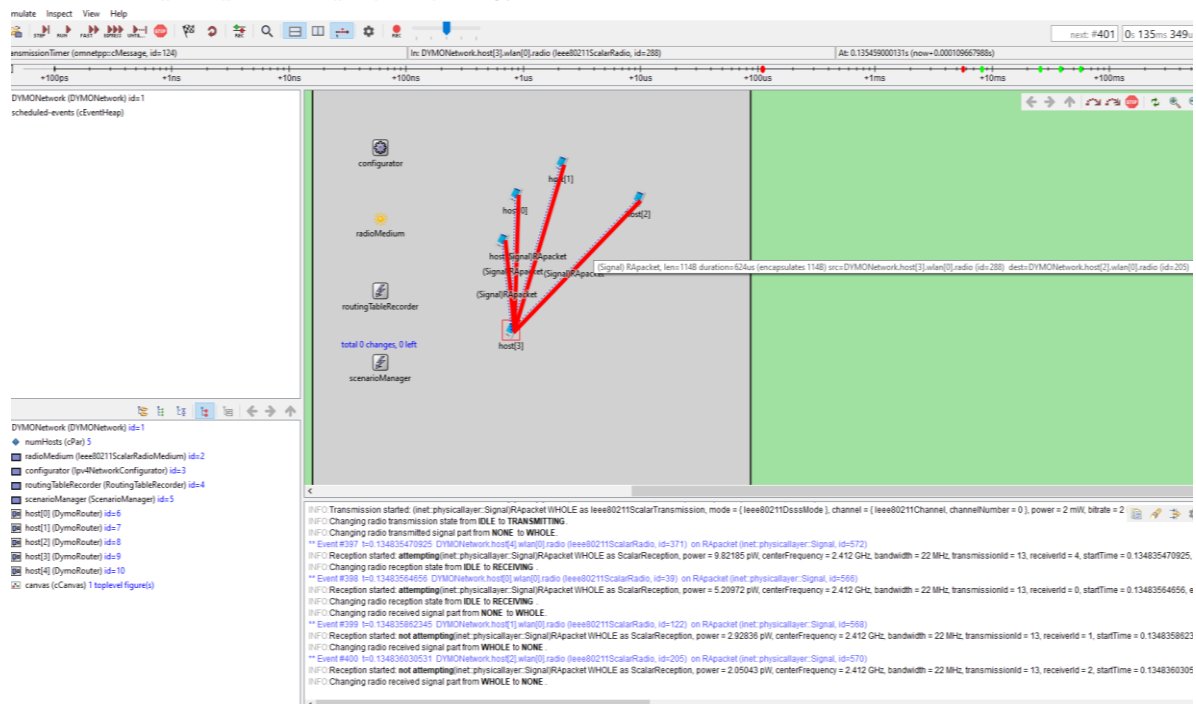 mulate Inspect View Help
STEP RUN FAST EXPRESS UNTIL... STOP REC REC
next: #401 0s 135ms 349u
ansmissionTimer (omnetpp::cMessage, id=124) In: DYMONetwork.host[3].wlan[0].radio (Ieee80211ScalarRadio, id=288) At: 0.135459000131s (now+0.000109667988s)
+100ps +1ns +10ns +100ns +1us +10us +100us +1ms +10ms +100ms
DYMONetwork (DYMONetwork) id=1
scheduled-events (cEventHeap)
STOP
configurator
host[1]
host[0]
host[2]
radioMedium
host(Signal)RApacket
(Signal)RApacket(Signal)RApacket
(Signal) RApacket, len=114B duration=624us (encapsulates 114B) src=DYMONetwork.host[3].wlan[0].radio (id=288) dest=DYMONetwork.host[2].wlan[0].radio (id=205)
(Signal)RApacket
routingTableRecorder
total 0 changes, 0 left
host[3]
scenarioManager
DYMONetwork (DYMONetwork) id=1
numHosts (cPar) 5
radioMedium (Ieee80211ScalarRadioMedium) id=2
configurator (Ipv4NetworkConfigurator) id=3
routingTableRecorder (RoutingTableRecorder) id=4
scenarioManager (ScenarioManager) id=5
host[0] (DymoRouter) id=6
host[1] (DymoRouter) id=7
host[2] (DymoRouter) id=8
host[3] (DymoRouter) id=9
host[4] (DymoRouter) id=10
canvas (cCanvas) 1 toplevel figure(s)
INFO:Transmission started: (inet::physicallayer::Signal)RApacket WHOLE as Ieee80211ScalarTransmission, mode = { Ieee80211DsssMode }, channel = { Ieee80211Channel, channelNumber = 0 }, power = 2 mW, bitrate = 2
INFO:Changing radio transmission state from IDLE to TRANSMITTING.
INFO:Changing radio transmitted signal part from NONE to WHOLE.
** Event #397 t=0.134835470925 DYMONetwork.host[4].wlan[0].radio (Ieee80211ScalarRadio, id=371) on RApacket (inet::physicallayer::Signal, id=572)
INFO:Reception started: attempting(inet::physicallayer::Signal)RApacket WHOLE as ScalarReception, power = 9.82185 pW, centerFrequency = 2.412 GHz, bandwidth = 22 MHz, transmissionId = 13, receiverId = 4, startTime = 0.134835470925,
INFO:Changing radio reception state from IDLE to RECEIVING .
** Event #398 t=0.13483564656 DYMONetwork.host[0].wlan[0].radio (Ieee80211ScalarRadio, id=39) on RApacket (inet::physicallayer::Signal, id=566)
INFO:Reception started: attempting(inet::physicallayer::Signal)RApacket WHOLE as ScalarReception, power = 5.20972 pW, centerFrequency = 2.412 GHz, bandwidth = 22 MHz, transmissionId = 13, receiverId = 0, startTime = 0.13483564656, e
INFO:Changing radio reception state from IDLE to RECEIVING .
INFO:Changing radio received signal part from NONE to WHOLE.
** Event #399 t=0.134835862345 DYMONetwork.host[1].wlan[0].radio (Ieee80211ScalarRadio, id=122) on RApacket (inet::physicallayer::Signal, id=568)
INFO:Reception started: not attempting(inet::physicallayer::Signal)RApacket WHOLE as ScalarReception, power = 2.92836 pW, centerFrequency = 2.412 GHz, bandwidth = 22 MHz, transmissionId = 13, receiverId = 1, startTime = 0.1348358623
INFO:Changing radio received signal part from WHOLE to NONE .
** Event #400 t=0.134836030531 DYMONetwork.host[2].wlan[0].radio (Ieee80211ScalarRadio, id=205) on RApacket (inet::physicallayer::Signal, id=570)
INFO:Reception started: not attempting(inet::physicallayer::Signal)RApacket WHOLE as ScalarReception, power = 2.05043 pW, centerFrequency = 2.412 GHz, bandwidth = 22 MHz, transmissionId = 13, receiverId = 2, startTime = 0.1348360305
INFO:Changing radio received signal part from WHOLE to NONE .